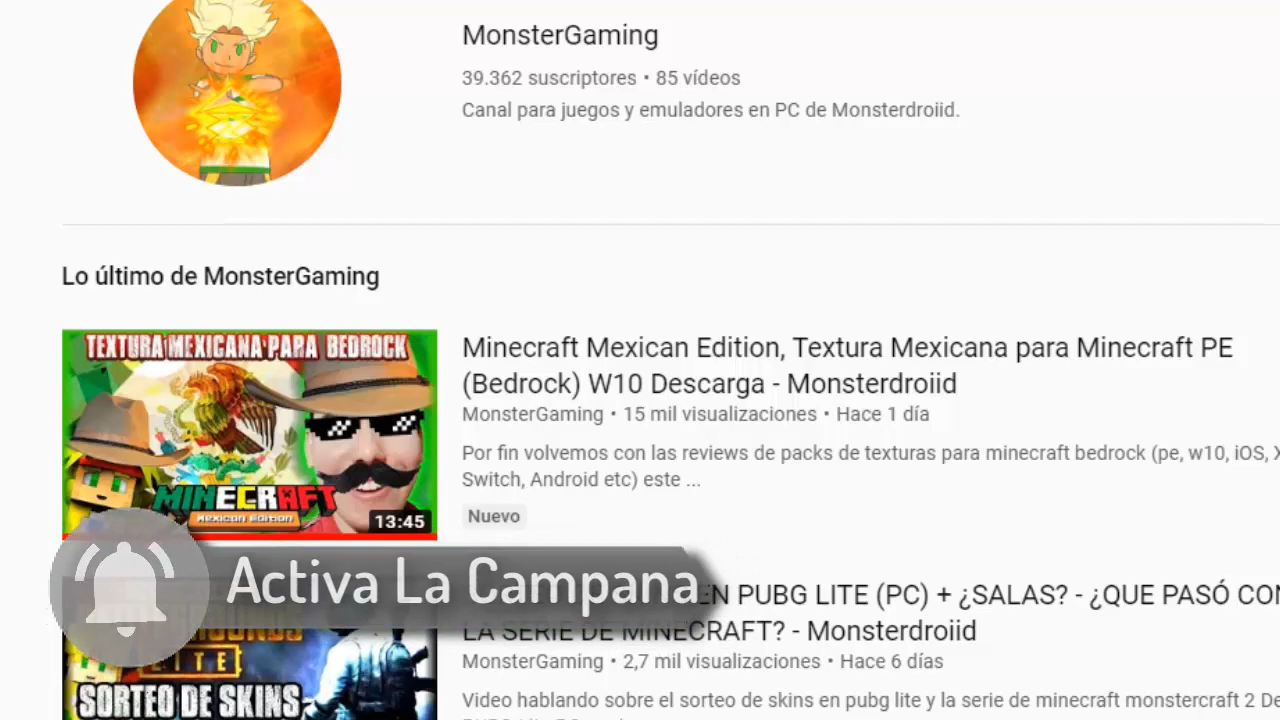 MonsterGaming
39.362 suscriptores • 85 vídeos
Canal para juegos y emuladores en PC de Monsterdroiid.
Lo último de MonsterGaming
TEXTURA MEXICANA PARA BEDROCK
MINECRAFT
Mexican Edition
13:45
Minecraft Mexican Edition, Textura Mexicana para Minecraft PE
(Bedrock) W10 Descarga - Monsterdroiid
MonsterGaming • 15 mil visualizaciones • Hace 1 día
Por fin volvemos con las reviews de packs de texturas para minecraft bedrock (pe, w10, iOS, X
Switch, Android etc) este ...
Nuevo
Activa La Campana
LITE
SORTEO DE SKINS
EN PUBG LITE (PC) + ¿SALAS? - ¿QUE PASÓ CON
LA SERIE DE MINECRAFT? - Monsterdroiid
MonsterGaming • 2,7 mil visualizaciones • Hace 6 días
Video hablando sobre el sorteo de skins en pubg lite y la serie de minecraft monstercraft 2 De